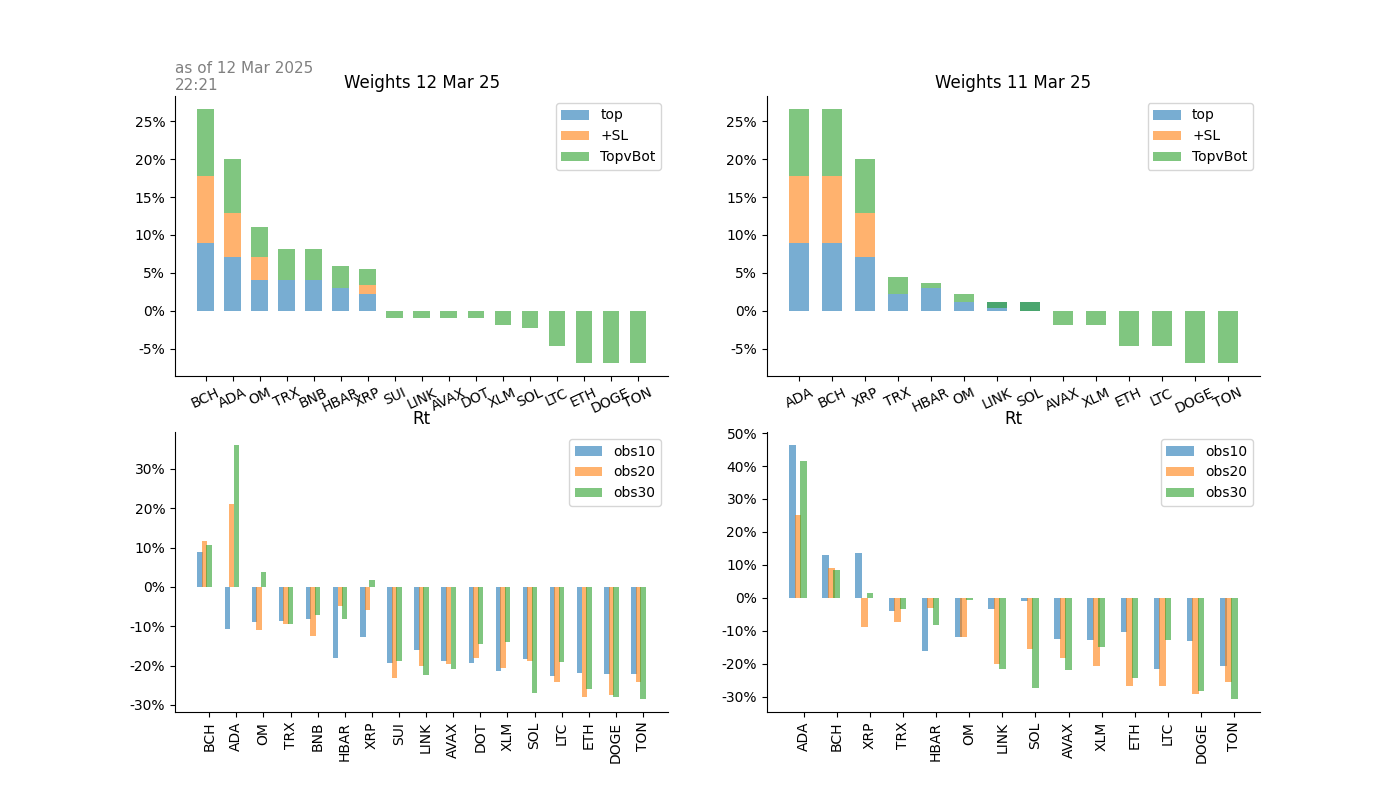 as of 12 Mar 2025
22:21
Weights 12 Mar 25
25%
20%
15%
10%
5%
0%
-5%
top
+SL
TopvBot
BCH ADA OM TRX BNB HBAR XRP SUI LINK AVAX DOT XLM SOL LTC ETH DOGE TON
Weights 11 Mar 25
25%
20%
15%
10%
5%
0%
-5%
top
+SL
TopvBot
ADA BCH XRP TRX HBAR OM LINK SOL AVAX XLM ETH LTC DOGE TON
Rt
30%
20%
10%
0%
-10%
-20%
-30%
obs10
obs20
obs30
BCH ADA OM TRX BNB HBAR XRP SUI LINK AVAX DOT XLM SOL LTC ETH DOGE TON
Rt
50%
40%
30%
20%
10%
0%
-10%
-20%
-30%
obs10
obs20
obs30
ADA BCH XRP TRX HBAR OM LINK SOL AVAX XLM ETH LTC DOGE TON